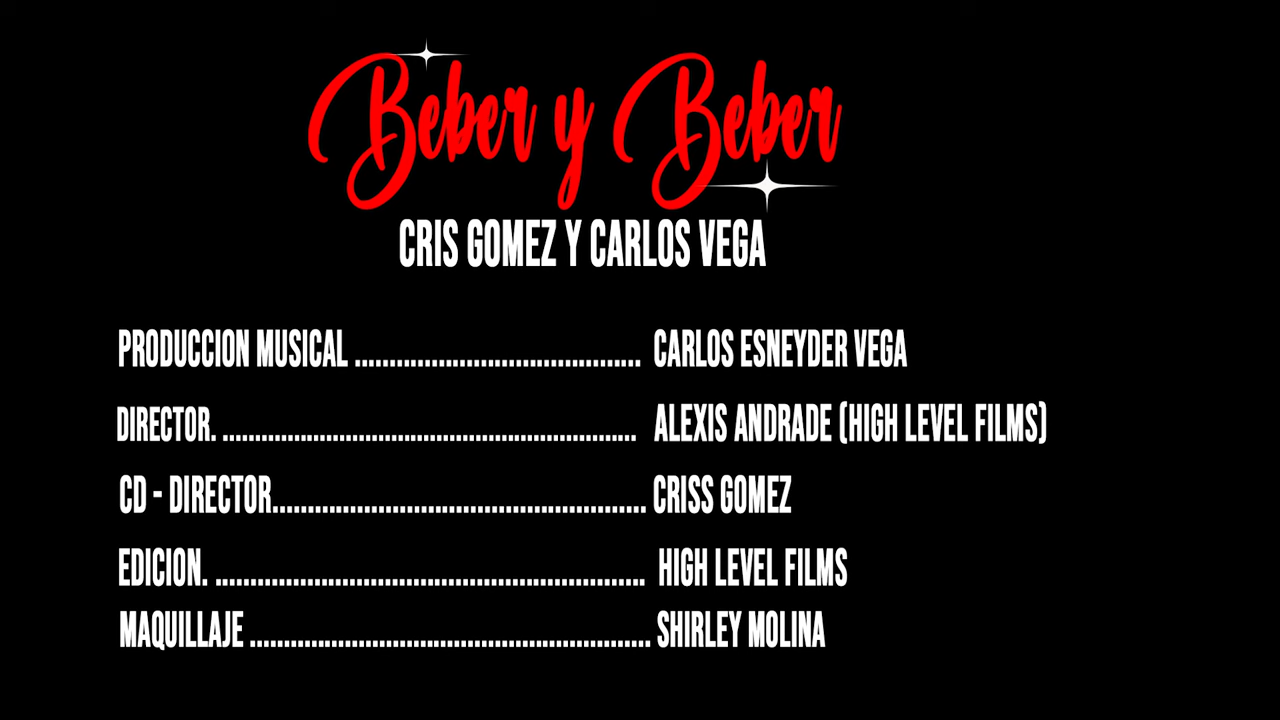 Beber y Beber
CRIS GOMEZ Y CARLOS VEGA
PRODUCCION MUSICAL ......................................... CARLOS ESNEYDER VEGA
DIRECTOR. ................................................................ ALEXIS ANDRADE (HIGH LEVEL FILMS)
CD - DIRECTOR..................................................... CRISS GOMEZ
EDICION. ............................................................. HIGH LEVEL FILMS
MAQUILLAJE ......................................................... SHIRLEY MOLINA